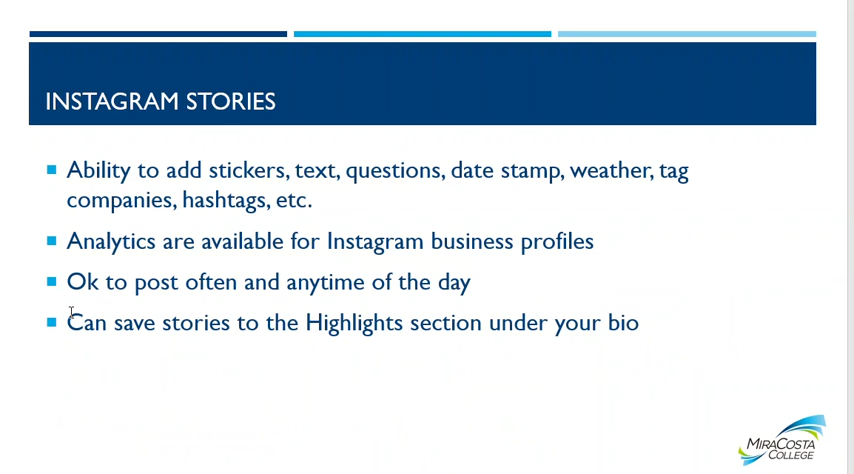 INSTAGRAM STORIES
Ability to add stickers, text, questions, date stamp, weather, tag
companies, hashtags, etc.
Analytics are available for Instagram business profiles
Ok to post often and anytime of the day
Can save stories to the Highlights section under your bio
MIRACOSTA
COLLEGE